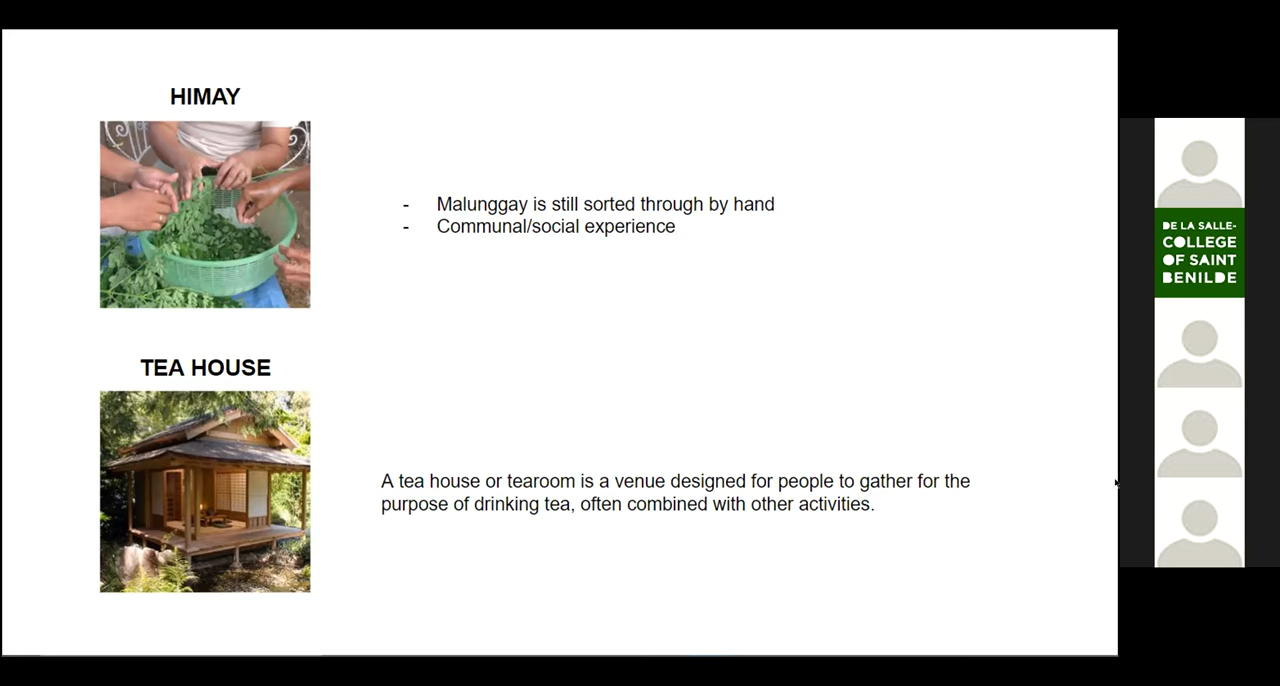 HIMAY
- Malunggay is still sorted through by hand
- Communal/social experience
TEA HOUSE
A tea house or tearoom is a venue designed for people to gather for the
purpose of drinking tea, often combined with other activities.
DE LA SALLE-
COLLEGE
OF SAINT
BENILDE